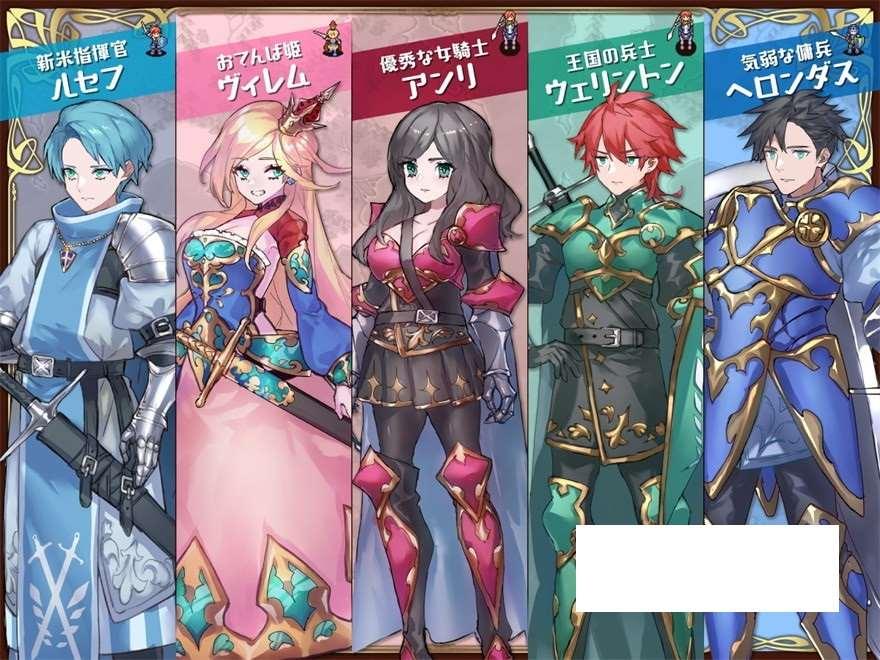 新米指揮官
ルセフ
おてんば姫
ヴィレム
優秀な女騎士
アンリ
王国の兵士
ウェリントン
気弱な傭兵
ヘロンダス